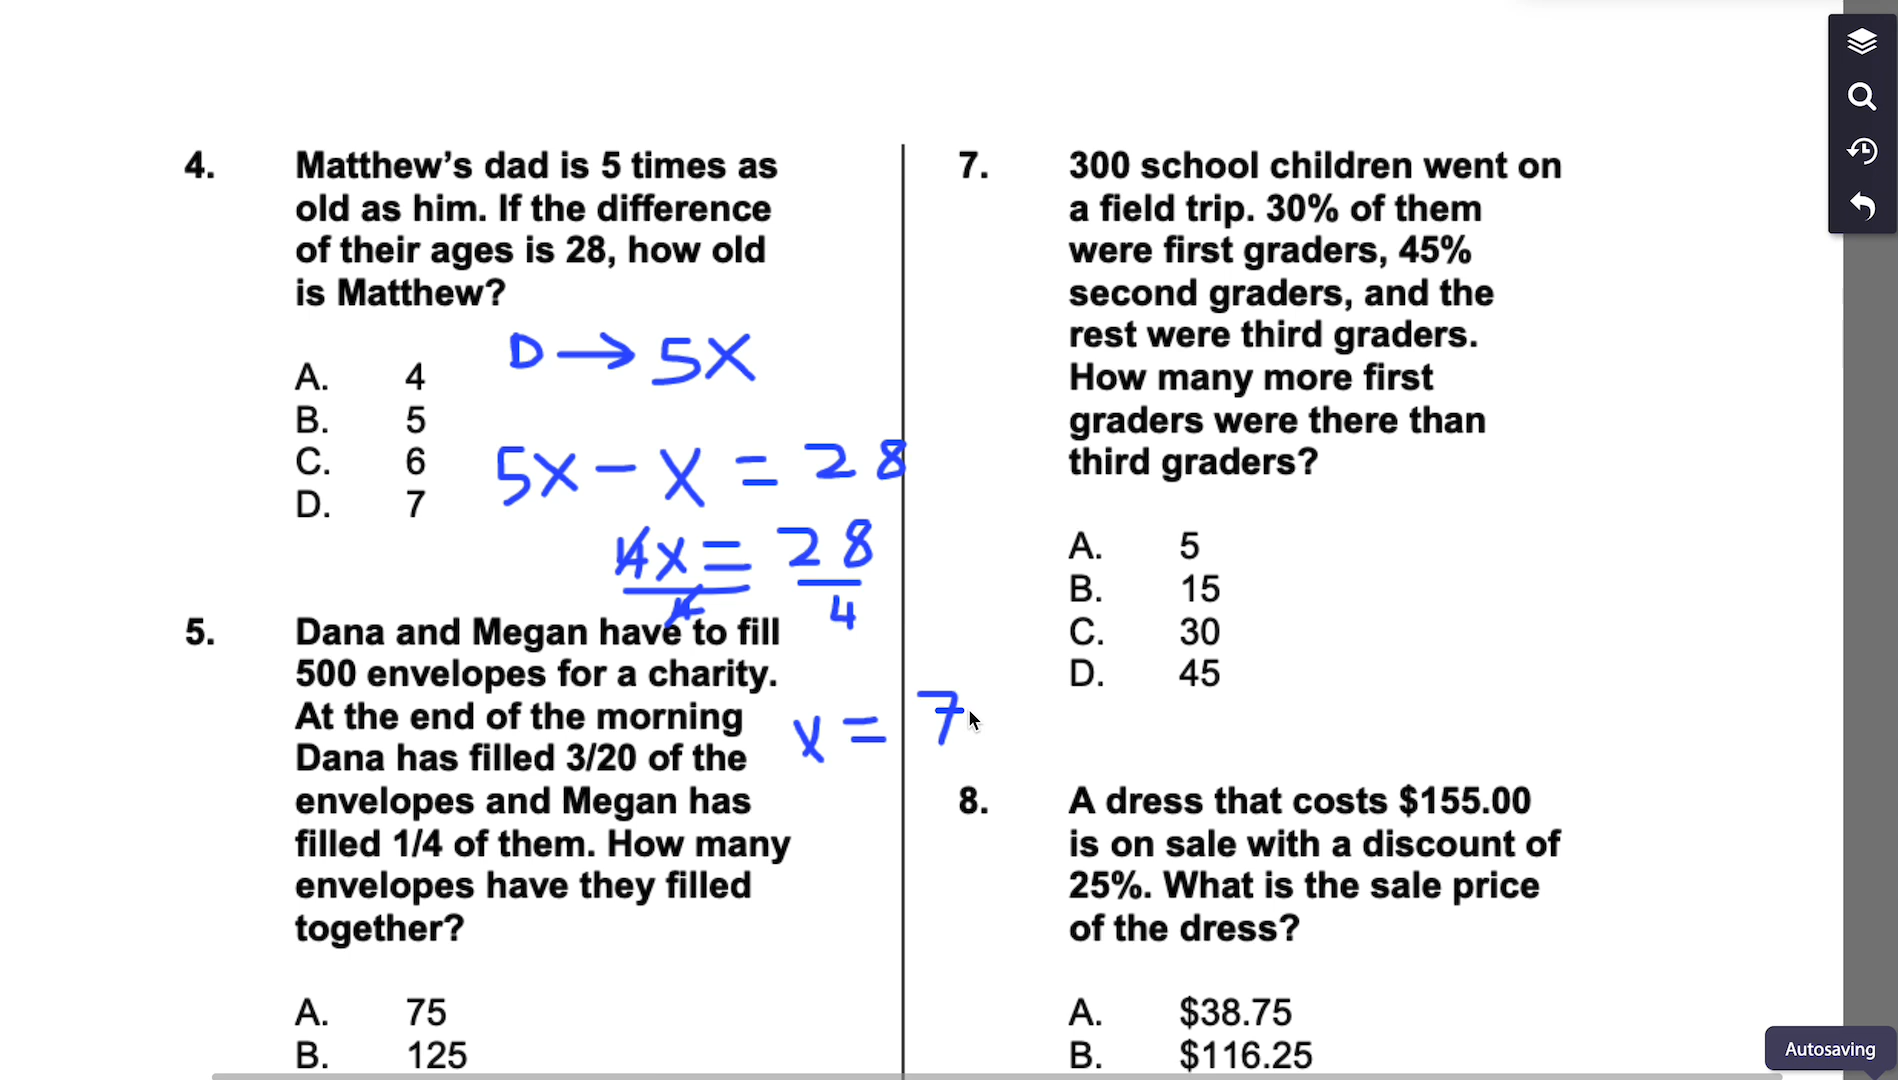 4. Matthew’s dad is 5 times as
old as him. If the difference
of their ages is 28, how old
is Matthew?
D → 5X
A. 4
B. 5
C. 6
D. 7
5X - X = 28
4X = 28
4 4
X = 7
5. Dana and Megan have to fill
500 envelopes for a charity.
At the end of the morning
Dana has filled 3/20 of the
envelopes and Megan has
filled 1/4 of them. How many
envelopes have they filled
together?
A. 75
B. 125
7. 300 school children went on
a field trip. 30% of them
were first graders, 45%
second graders, and the
rest were third graders.
How many more first
graders were there than
third graders?
A. 5
B. 15
C. 30
D. 45
8. A dress that costs $155.00
is on sale with a discount of
25%. What is the sale price
of the dress?
A. $38.75
B. $116.25
Autosaving